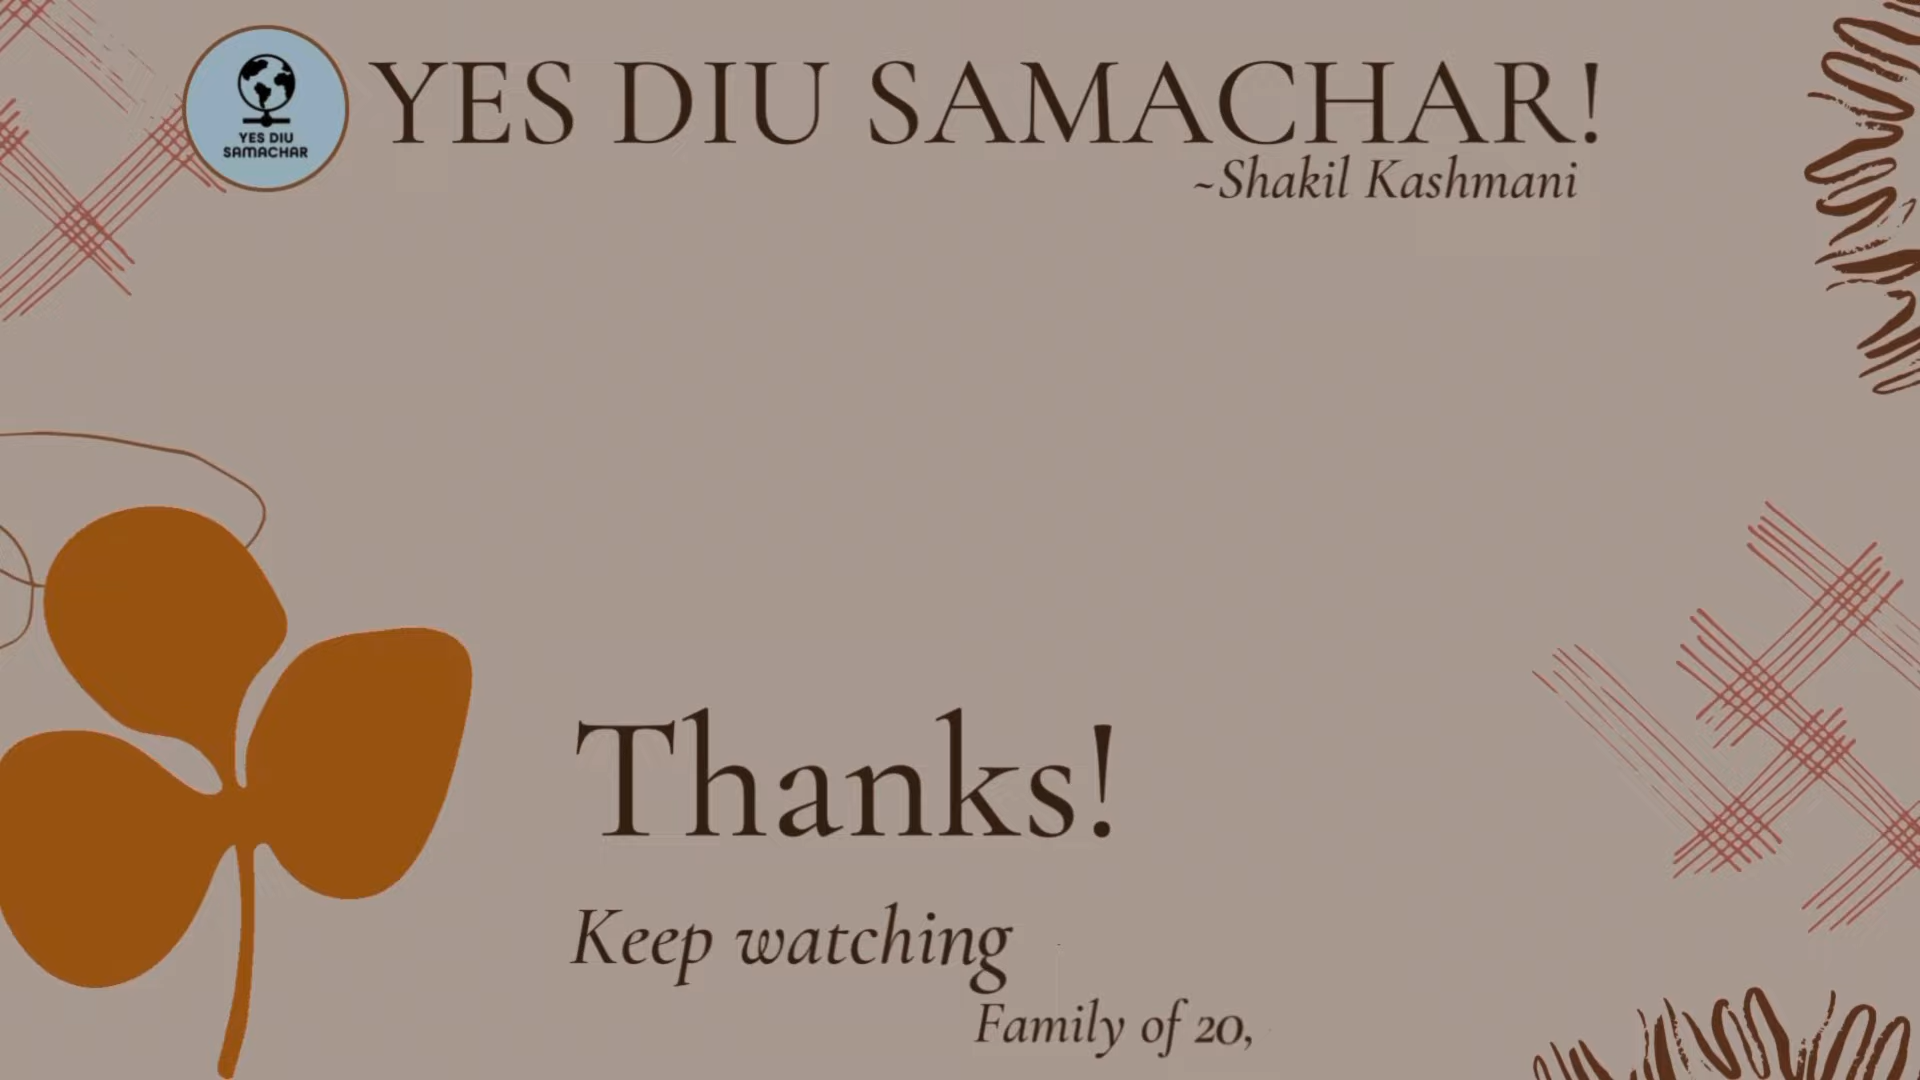 YES DIU
SAMACHAR
YES DIU SAMACHAR!
~Shakil Kashmani
Thanks!
Keep watching
Family of 20,